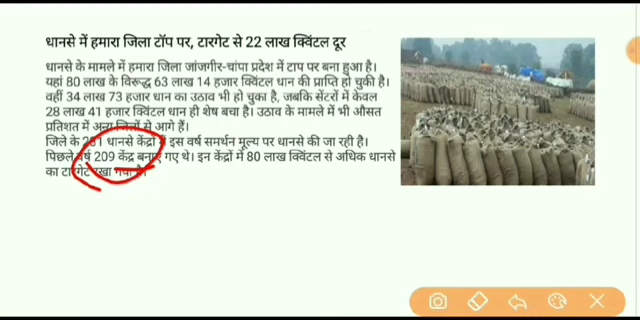 धानसे में हमारा जिला टॉप पर, टारगेट से 22 लाख क्विंटल दूर
धानसे के मामले में हमारा जिला जांजगीर-चांपा प्रदेश में टाप पर बना हुआ है।
यहां 80 लाख के विरूद्ध 63 लाख 14 हजार क्विंटल धान की प्राप्ति हो चुकी है।
वहीं 34 लाख 73 हजार धान का उठाव भी हो चुका है, जबकि सेंटरों में केवल
28 लाख 41 हजार क्विंटल धान ही शेष बचा है। उठाव के मामले में भी औसत
प्रतिशत में अन्य जिलों से आगे हैं।
जिले के धानसे केंद्रों में इस वर्ष समर्थन मूल्य पर धानसे की जा रही है।
पिछले वर्ष 209 केंद्र बनाए गए थे। इन केंद्रों में 80 लाख क्विंटल से अधिक धानसे
का टारगेट रखा गया है।